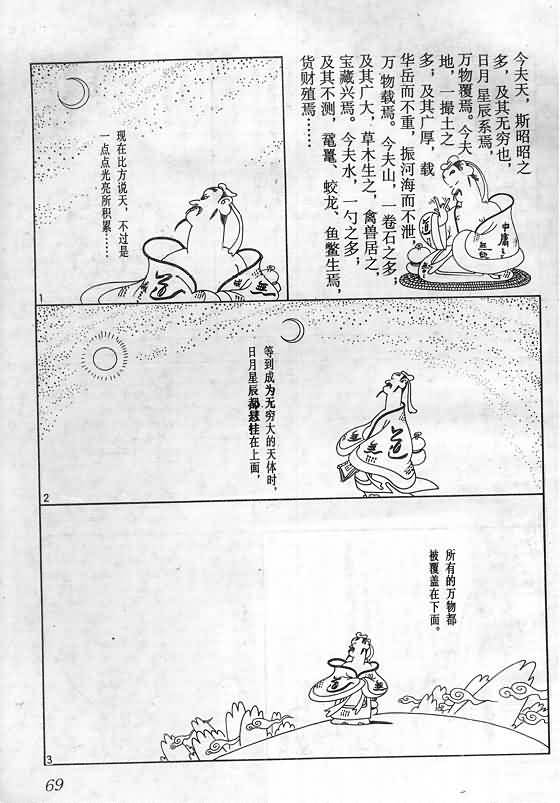 今夫天，斯昭昭之
多，及其无穷也，
日月星辰系焉，
万物覆焉。今夫
地，一撮土之
多；及其广厚，载
华岳而不重，振河海而不泄
万物载焉。今夫山，一卷石之多；
及其广大，草木生之，禽兽居之，
宝藏兴焉。今夫水，一勺之多；
及其不测，鼋鼍、蛟龙、鱼鳖生焉，
货财殖焉……
中庸
道
现在比方说天，不过是
一点点光亮所积累……
道
1
等到成为无穷大的天体时，
日月星辰都悬挂在上面，
道
2
所有的万物都
被覆盖在下面。
道
3
69